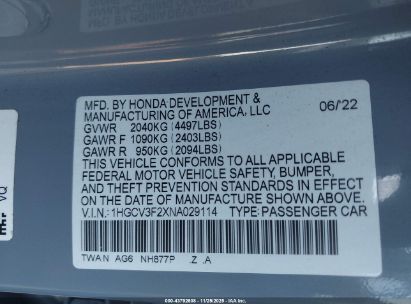 MFD. BY HONDA DEVELOPMENT &
MANUFACTURING OF AMERICA, LLC 06/22
GVWR 2040KG (4497LBS)
GAWR F 1090KG (2403LBS)
GAWR R 950KG (2094LBS)
THIS VEHICLE CONFORMS TO ALL APPLICABLE
FEDERAL MOTOR VEHICLE SAFETY, BUMPER,
AND THEFT PREVENTION STANDARDS IN EFFECT
ON THE DATE OF MANUFACTURE SHOWN ABOVE.
V.I.N.: 1HGCV3F2XNA029114 TYPE: PASSENGER CAR
TWAN AG6 NH877P .Z .A
VQ